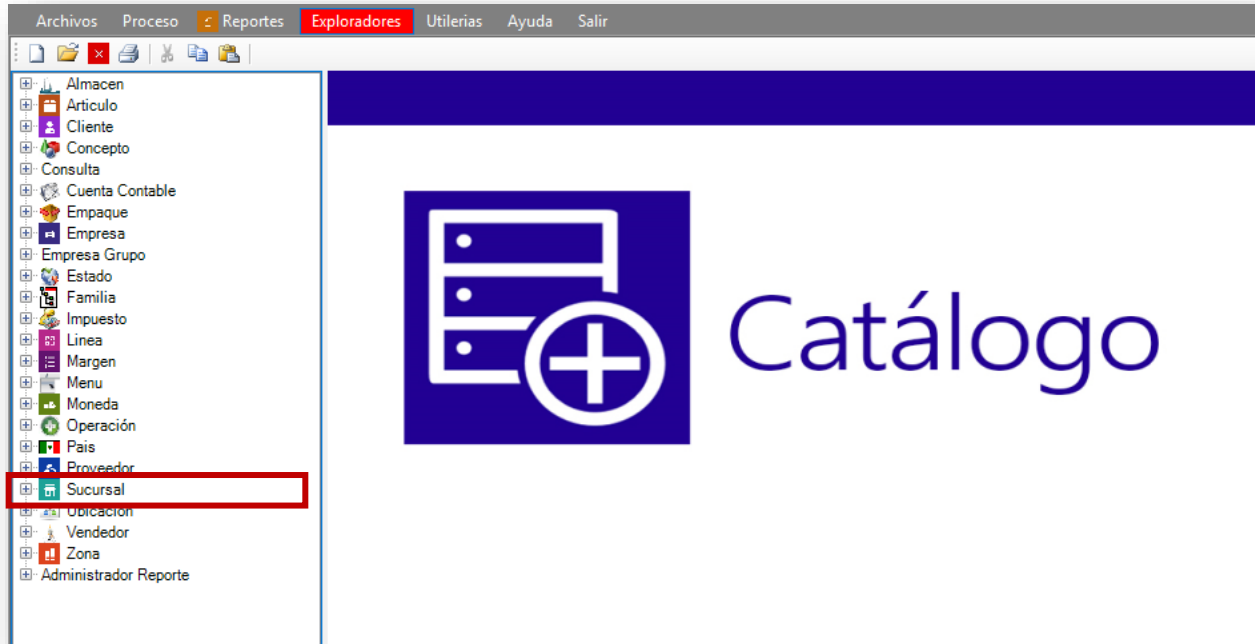 Archivos Proceso Reportes Exploradores Utilerias Ayuda Salir
Almacen
Articulo
Cliente
Concepto
Consulta
Cuenta Contable
Empaque
Empresa
Empresa Grupo
Estado
Familia
Impuesto
Linea
Margen
Menu
Moneda
Operación
Pais
Proveedor
Sucursal
Ubicacion
Vendedor
Zona
Administrador Reporte
Catálogo